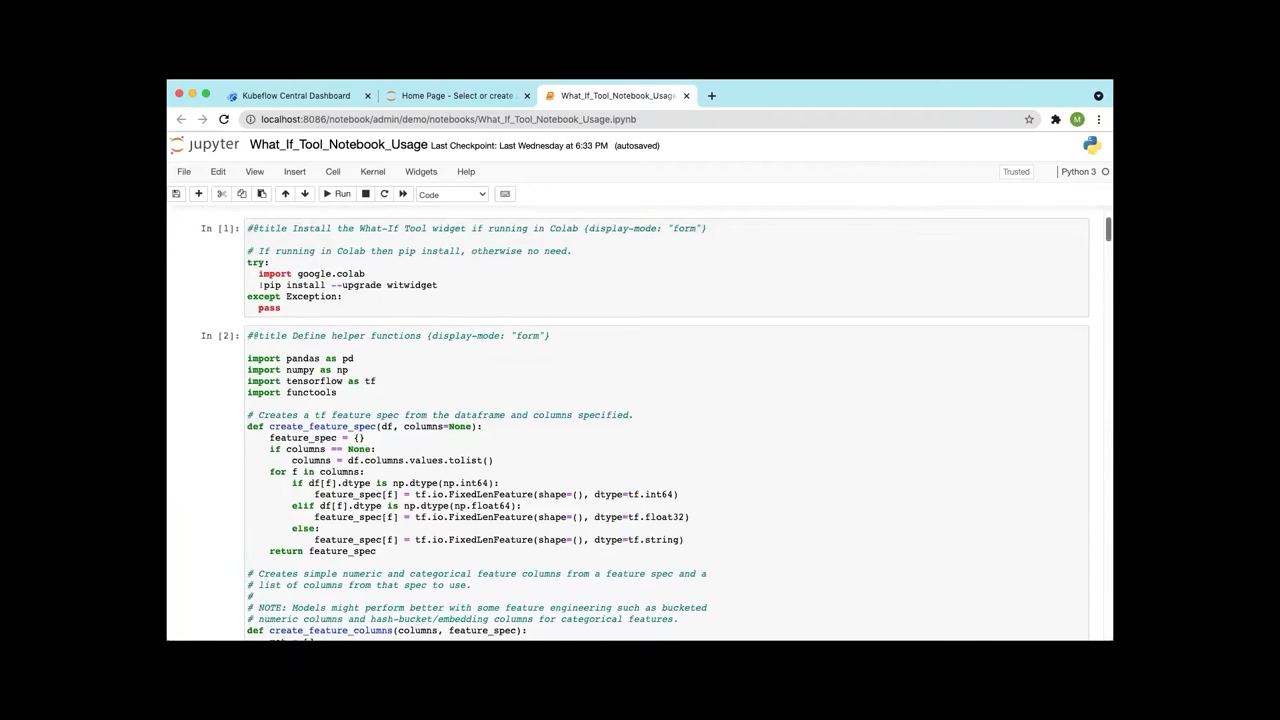 Kubeflow Central Dashboard
Home Page - Select or create
What_If_Tool_Notebook_Usage
localhost:8086/notebook/admin/demo/notebooks/What_If_Tool_Notebook_Usage.ipynb
M
jupyter What_If_Tool_Notebook_Usage Last Checkpoint: Last Wednesday at 6:33 PM (autosaved)
File Edit View Insert Cell Kernel Widgets Help Trusted Python 3
Run Code
In [1]: #@title Install the What-If Tool widget if running in Colab {display-mode: "form"}
# If running in Colab then pip install, otherwise no need.
try:
  import google.colab
  !pip install --upgrade witwidget
except Exception:
  pass
In [2]: #@title Define helper functions {display-mode: "form"}
import pandas as pd
import numpy as np
import tensorflow as tf
import functools
# Creates a tf feature spec from the dataframe and columns specified.
def create_feature_spec(df, columns=None):
    feature_spec = {}
    if columns == None:
        columns = df.columns.values.tolist()
    for f in columns:
        if df[f].dtype is np.dtype(np.int64):
            feature_spec[f] = tf.io.FixedLenFeature(shape=(), dtype=tf.int64)
        elif df[f].dtype is np.dtype(np.float64):
            feature_spec[f] = tf.io.FixedLenFeature(shape=(), dtype=tf.float32)
        else:
            feature_spec[f] = tf.io.FixedLenFeature(shape=(), dtype=tf.string)
    return feature_spec
# Creates simple numeric and categorical feature columns from a feature spec and a
# list of columns from that spec to use.
#
# NOTE: Models might perform better with some feature engineering such as bucketed
# numeric columns and hash-bucket/embedding columns for categorical features.
def create_feature_columns(columns, feature_spec):